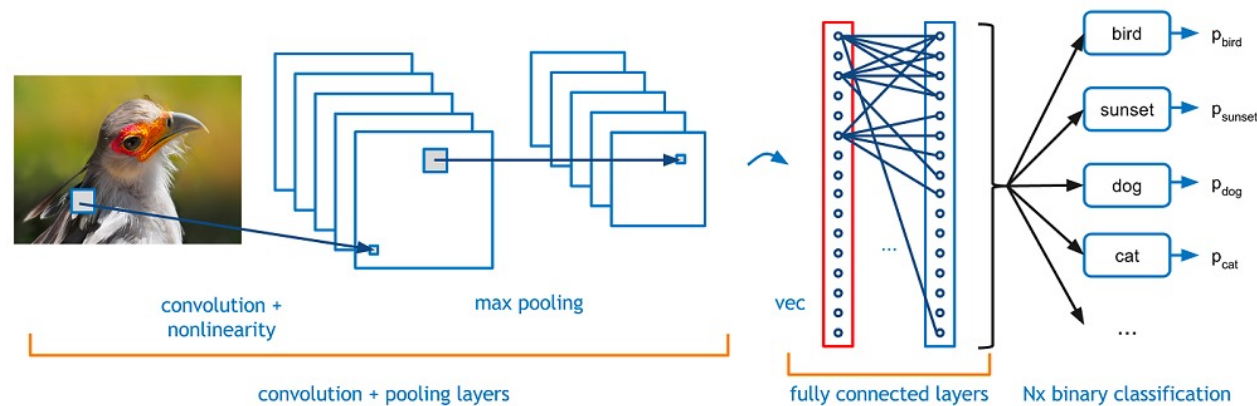 bird
p_bird
sunset
p_sunset
dog
p_dog
cat
p_cat
...
...
convolution +
nonlinearity
max pooling
vec
convolution + pooling layers
fully connected layers
Nx binary classification